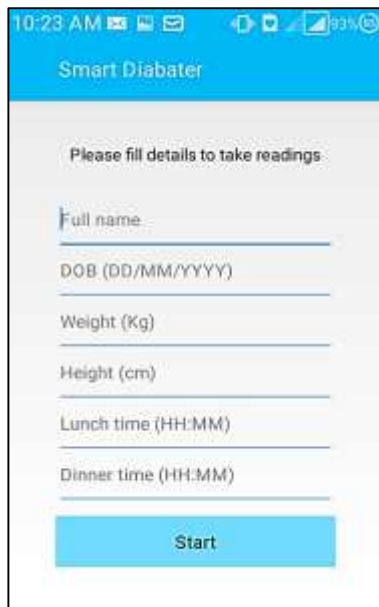 10:23 AM 93%
Smart Diabater
Please fill details to take readings
Full name
DOB (DD/MM/YYYY)
Weight (Kg)
Height (cm)
Lunch time (HH:MM)
Dinner time (HH:MM)
Start